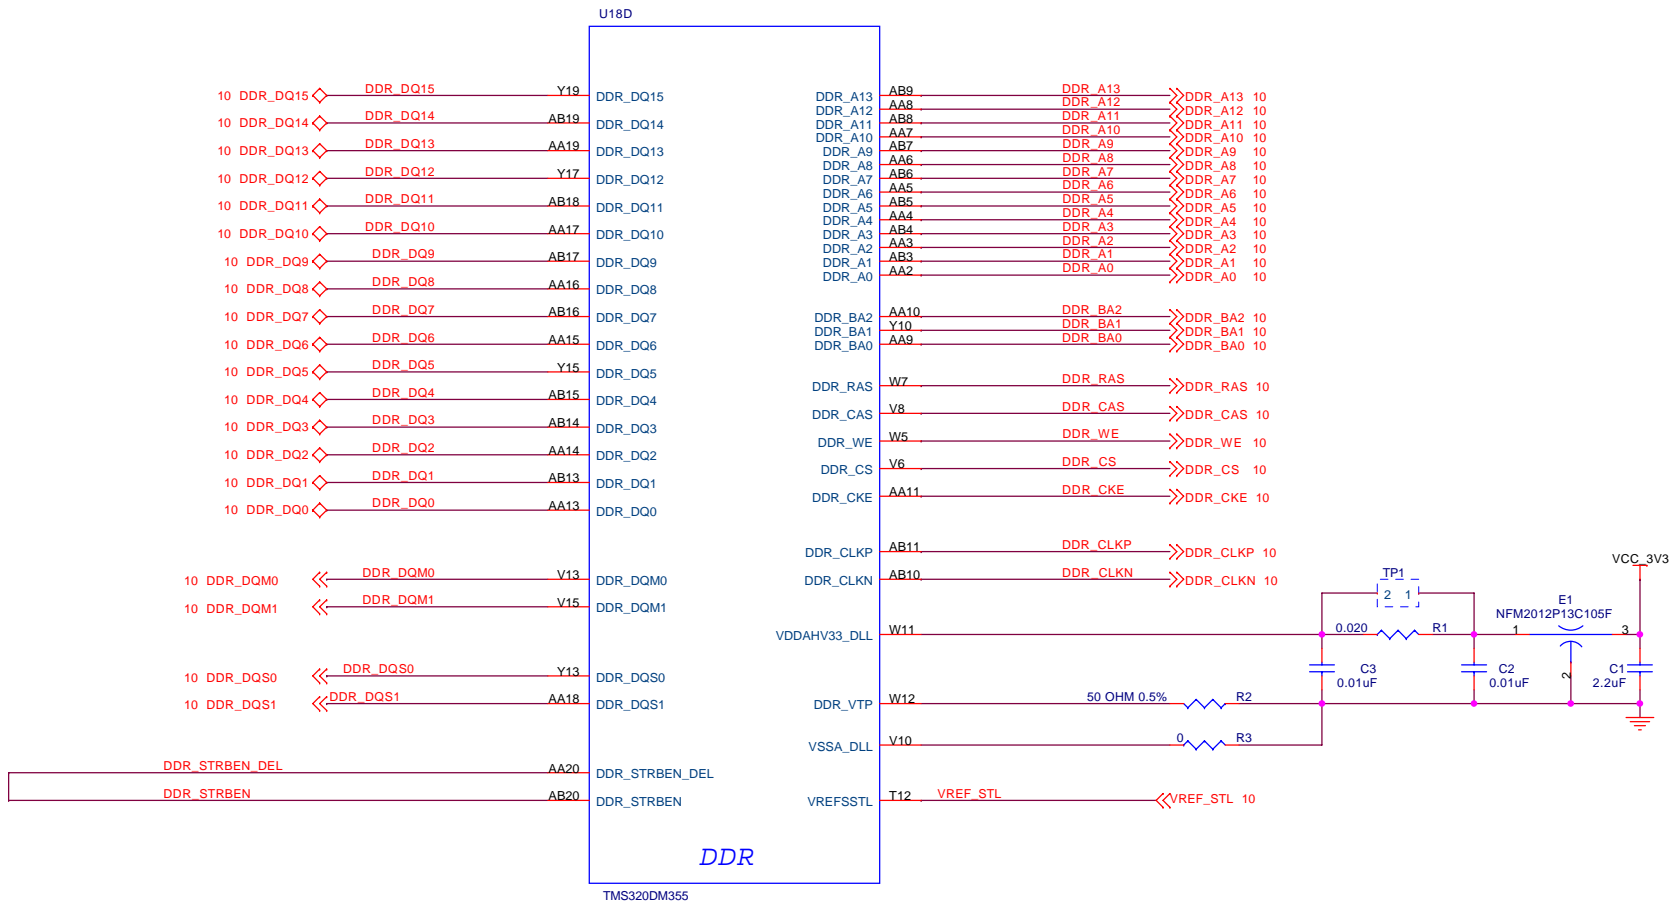 U18D
10 DDR_DQ15 DDR_DQ15 Y19 DDR_DQ15
10 DDR_DQ14 DDR_DQ14 AB19 DDR_DQ14
10 DDR_DQ13 DDR_DQ13 AA19 DDR_DQ13
10 DDR_DQ12 DDR_DQ12 Y17 DDR_DQ12
10 DDR_DQ11 DDR_DQ11 AB18 DDR_DQ11
10 DDR_DQ10 DDR_DQ10 AA17 DDR_DQ10
10 DDR_DQ9 DDR_DQ9 AB17 DDR_DQ9
10 DDR_DQ8 DDR_DQ8 AA16 DDR_DQ8
10 DDR_DQ7 DDR_DQ7 AB16 DDR_DQ7
10 DDR_DQ6 DDR_DQ6 AA15 DDR_DQ6
10 DDR_DQ5 DDR_DQ5 Y15 DDR_DQ5
10 DDR_DQ4 DDR_DQ4 AB15 DDR_DQ4
10 DDR_DQ3 DDR_DQ3 AB14 DDR_DQ3
10 DDR_DQ2 DDR_DQ2 AA14 DDR_DQ2
10 DDR_DQ1 DDR_DQ1 AB13 DDR_DQ1
10 DDR_DQ0 DDR_DQ0 AA13 DDR_DQ0
10 DDR_DQM0 DDR_DQM0 V13 DDR_DQM0
10 DDR_DQM1 DDR_DQM1 V15 DDR_DQM1
10 DDR_DQS0 DDR_DQS0 Y13 DDR_DQS0
10 DDR_DQS1 DDR_DQS1 AA18 DDR_DQS1
DDR_STRBEN_DEL AA20 DDR_STRBEN_DEL
DDR_STRBEN AB20 DDR_STRBEN
DDR_A13 AB9 DDR_A13 DDR_A13 10
DDR_A12 AA8 DDR_A12 DDR_A12 10
DDR_A11 AB8 DDR_A11 DDR_A11 10
DDR_A10 AA7 DDR_A10 DDR_A10 10
DDR_A9 AB7 DDR_A9 DDR_A9 10
DDR_A8 AA6 DDR_A8 DDR_A8 10
DDR_A7 AB6 DDR_A7 DDR_A7 10
DDR_A6 AA5 DDR_A6 DDR_A6 10
DDR_A5 AB5 DDR_A5 DDR_A5 10
DDR_A4 AA4 DDR_A4 DDR_A4 10
DDR_A3 AB4 DDR_A3 DDR_A3 10
DDR_A2 AA3 DDR_A2 DDR_A2 10
DDR_A1 AB3 DDR_A1 DDR_A1 10
DDR_A0 AA2 DDR_A0 DDR_A0 10
DDR_BA2 AA10 DDR_BA2 DDR_BA2 10
DDR_BA1 Y10 DDR_BA1 DDR_BA1 10
DDR_BA0 AA9 DDR_BA0 DDR_BA0 10
DDR_RAS W7 DDR_RAS DDR_RAS 10
DDR_CAS V8 DDR_CAS DDR_CAS 10
DDR_WE W5 DDR_WE DDR_WE 10
DDR_CS V6 DDR_CS DDR_CS 10
DDR_CKE AA11 DDR_CKE DDR_CKE 10
DDR_CLKP AB11 DDR_CLKP DDR_CLKP 10
DDR_CLKN AB10 DDR_CLKN DDR_CLKN 10
VDDAHV33_DLL W11
DDR_VTP W12 50 OHM 0.5% R2
VSSA_DLL V10 0 R3
VREFSSTL T12 VREF_STL VREF_STL 10
VCC_3V3
TP1
2 1
E1
NFM2012P13C105F
0.020 R1 1 3
2
C3
0.01uF
C2
0.01uF
C1
2.2uF
DDR
TMS320DM355